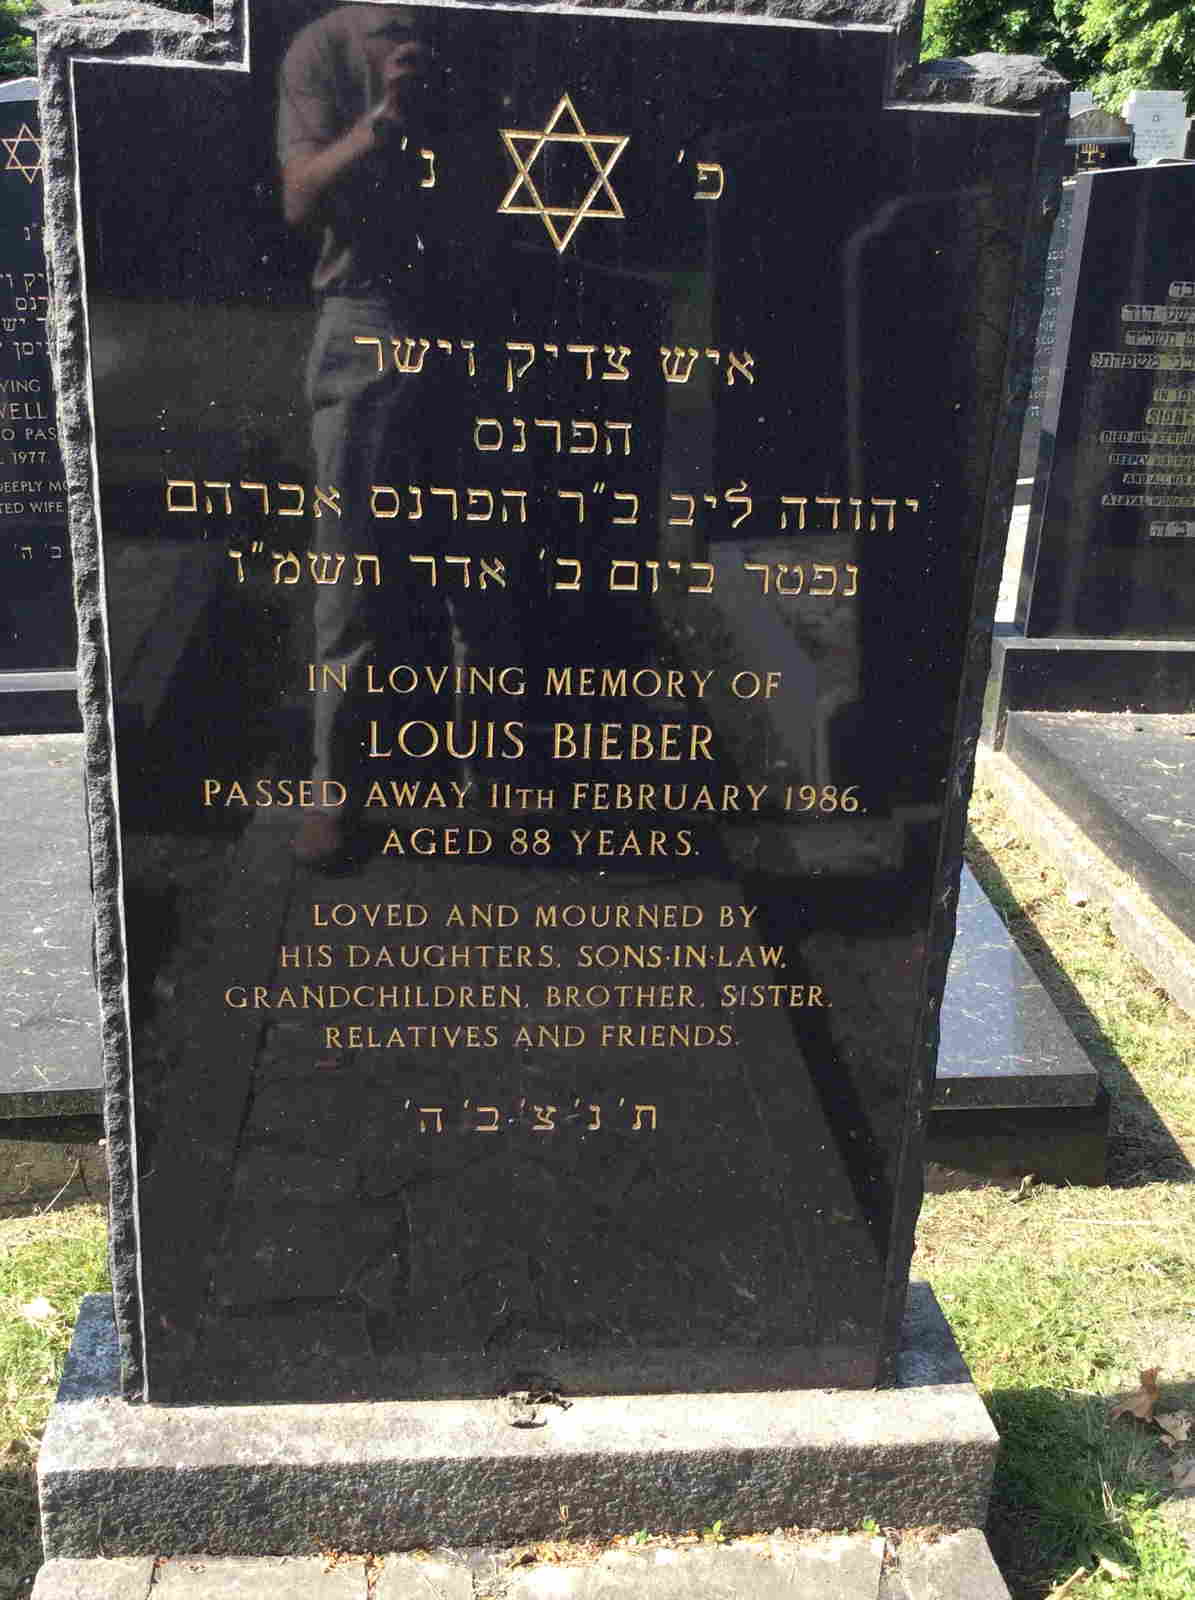 פ' נ'
איש צדיק וישר
הפרנס
יהודה ליב ב"ר הפרנס אברהם
נפטר ביום ב' אדר תשמ"ו
IN LOVING MEMORY OF
LOUIS BIEBER
PASSED AWAY 11TH FEBRUARY 1986.
AGED 88 YEARS.
LOVED AND MOURNED BY
HIS DAUGHTERS, SONS·IN·LAW,
GRANDCHILDREN, BROTHER, SISTER,
RELATIVES AND FRIENDS.
ת' נ' צ' ב' ה'